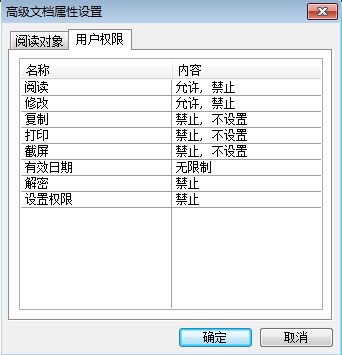 高级文档属性设置
阅读对象 用户权限
名称 内容
阅读 允许，禁止
修改 允许，禁止
复制 禁止，不设置
打印 禁止，不设置
截屏 禁止，不设置
有效日期 无限制
解密 禁止
设置权限 禁止
确定 取消